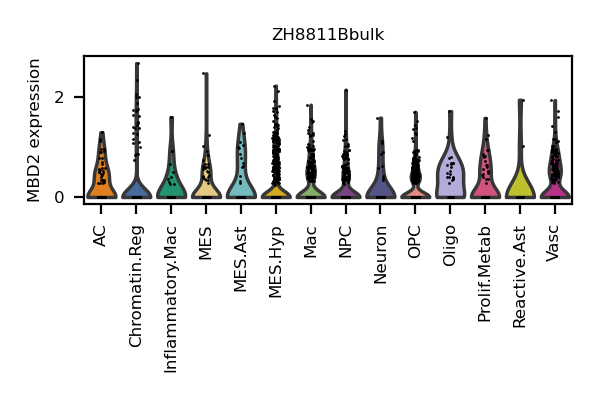 ZH8811Bbulk
MBD2 expression
2
0
AC
Chromatin.Reg
Inflammatory.Mac
MES
MES.Ast
MES.Hyp
Mac
NPC
Neuron
OPC
Oligo
Prolif.Metab
Reactive.Ast
Vasc